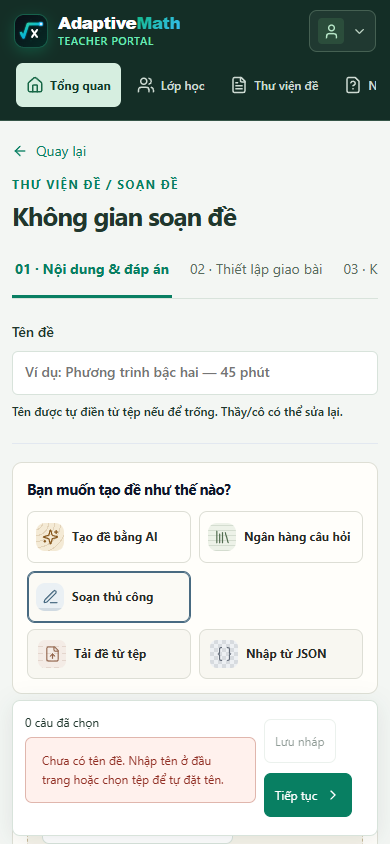 AdaptiveMath
TEACHER PORTAL
Tổng quan
Lớp học
Thư viện đề
N
Quay lại
THƯ VIỆN ĐỀ / SOẠN ĐỀ
Không gian soạn đề
01 · Nội dung & đáp án
02 · Thiết lập giao bài
03 · K
Tên đề
Ví dụ: Phương trình bậc hai — 45 phút
Tên được tự điền từ tệp nếu để trống. Thầy/cô có thể sửa lại.
Bạn muốn tạo đề như thế nào?
Tạo đề bằng AI
Ngân hàng câu hỏi
Soạn thủ công
Tải đề từ tệp
Nhập từ JSON
0 câu đã chọn
Chưa có tên đề. Nhập tên ở đầu
trang hoặc chọn tệp để tự đặt tên.
Lưu nháp
Tiếp tục